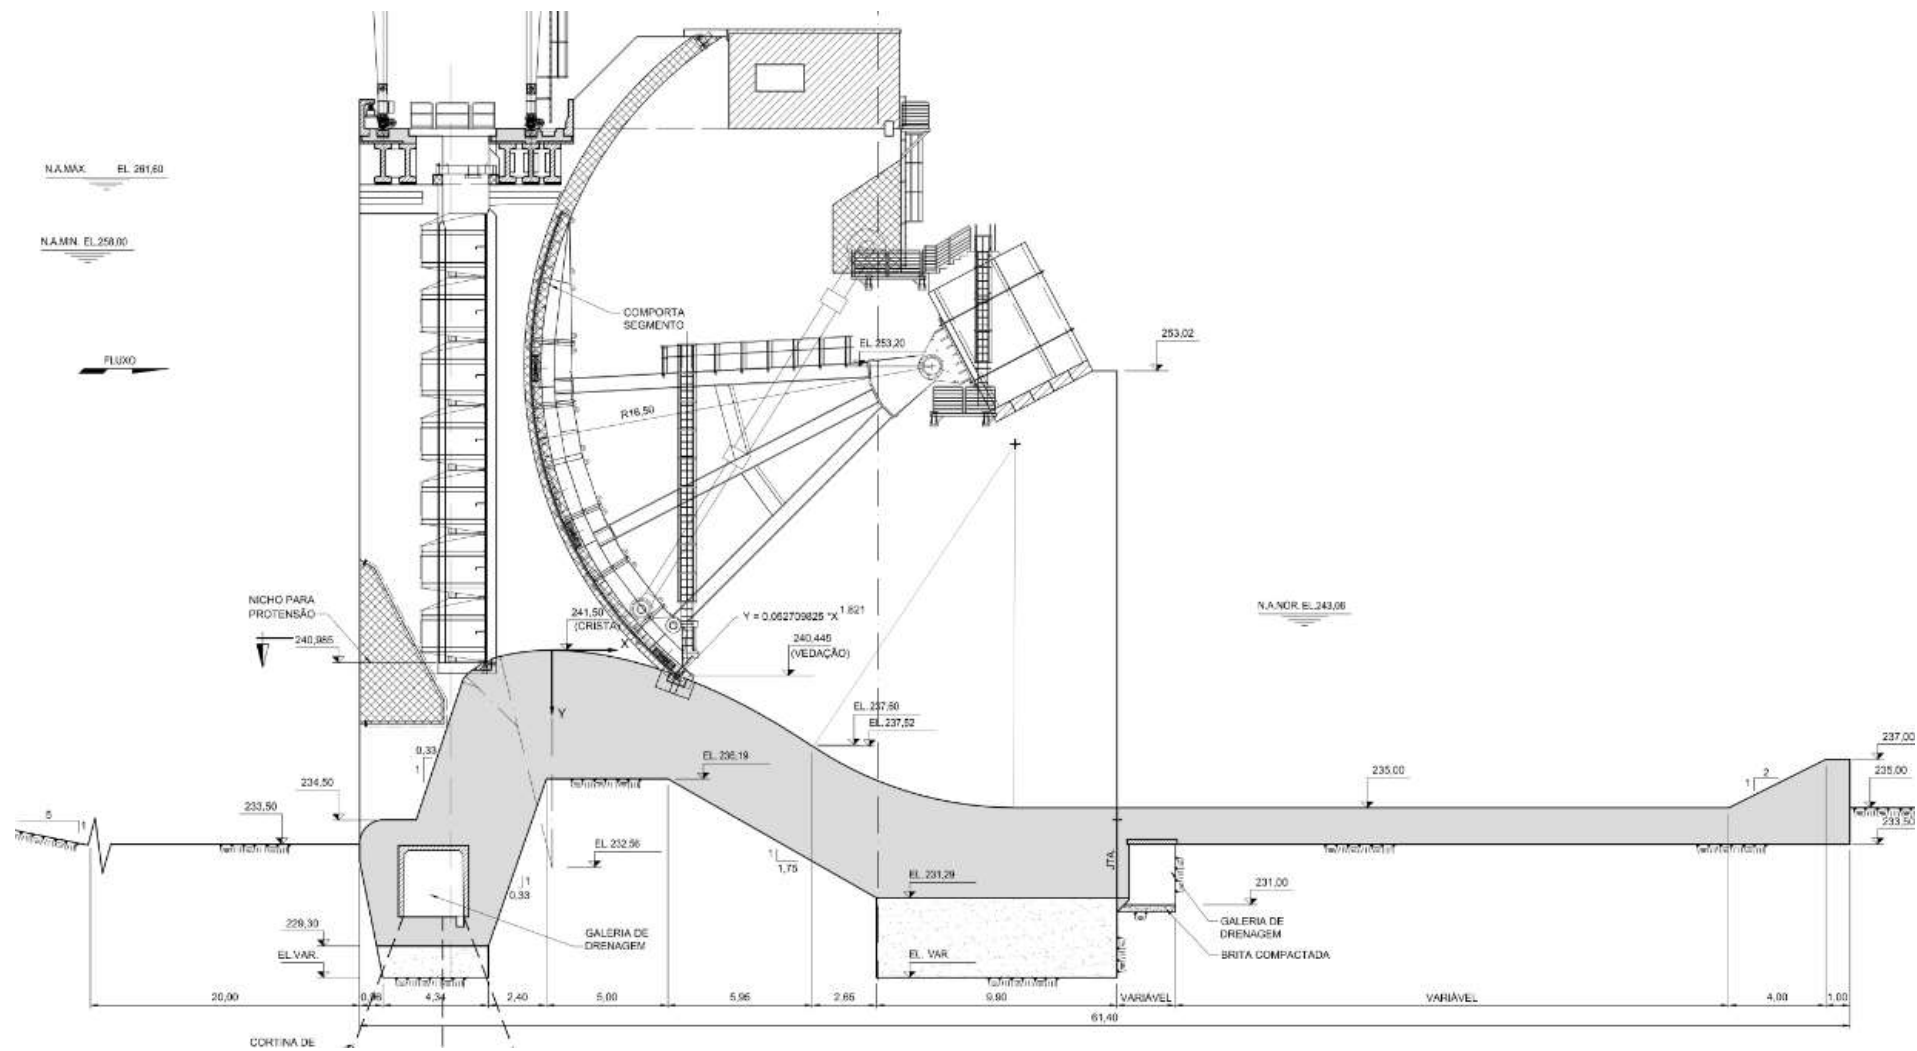 N.A.MÁX. EL. 261,60
N.A.MIN. EL.258,00
FLUXO
COMPORTA
SEGMENTO
EL. 253,20
R16,50
253,02
NICHO PARA
PROTENSÃO
240,985
241,50
(CRISTA)
X
Y
Y = 0,052709825 *X 1,821
240,445
(VEDAÇÃO)
N.A.NOR. EL.243,06
EL. 237,60
EL. 237,52
EL. 236,19
0,33
1
234,50
233,50
5
1
EL. 232,56
1
0,33
1
1,75
235,00
2
1
237,00
235,00
233,50
JTA.
EL. 231,29
231,00
229,30
EL.VAR.
EL. VAR.
GALERIA DE
DRENAGEM
GALERIA DE
DRENAGEM
BRITA COMPACTADA
20,00
4,34
2,40
5,00
5,95
2,65
9,90
VARIÁVEL
VARIÁVEL
4,00
1,00
61,40
CORTINA DE